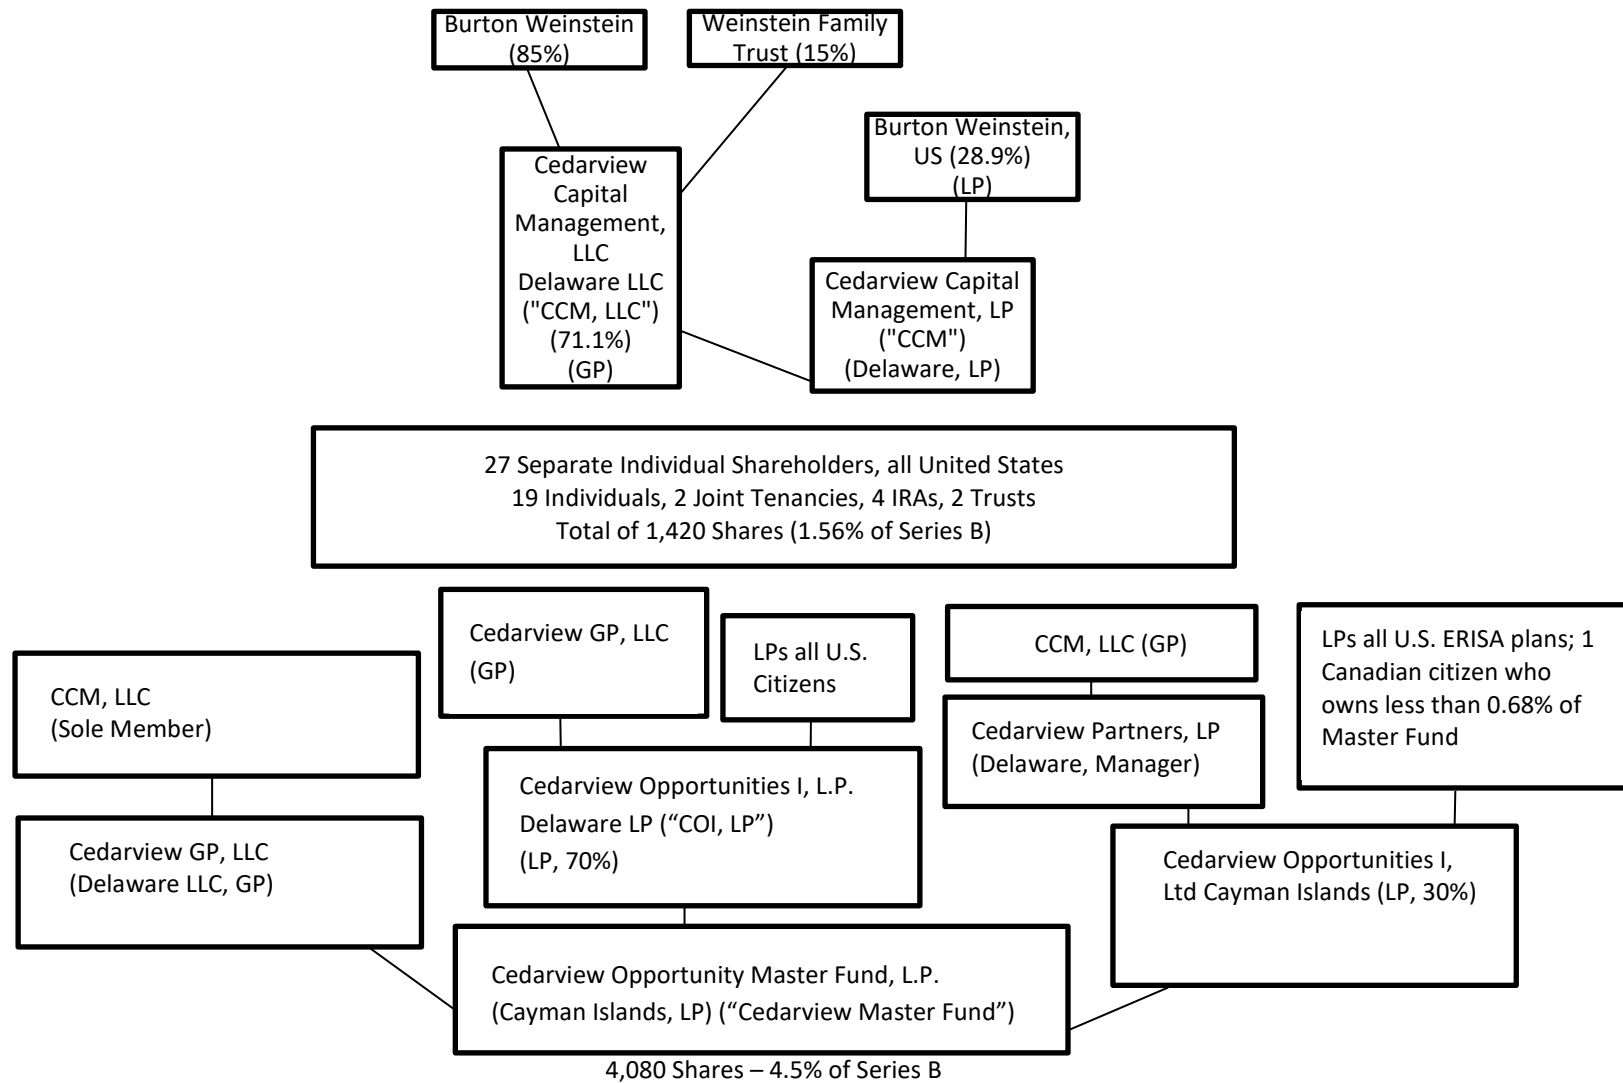 Burton Weinstein
(85%)
Weinstein Family
Trust (15%)
Burton Weinstein,
US (28.9%)
(LP)
Cedarview
Capital
Management,
LLC
Delaware LLC
("CCM, LLC")
(71.1%)
(GP)
Cedarview Capital
Management, LP
("CCM")
(Delaware, LP)
27 Separate Individual Shareholders, all United States
19 Individuals, 2 Joint Tenancies, 4 IRAs, 2 Trusts
Total of 1,420 Shares (1.56% of Series B)
CCM, LLC
(Sole Member)
Cedarview GP, LLC
(GP)
LPs all U.S.
Citizens
CCM, LLC (GP)
Cedarview Partners, LP
(Delaware, Manager)
LPs all U.S. ERISA plans; 1
Canadian citizen who
owns less than 0.68% of
Master Fund
Cedarview GP, LLC
(Delaware LLC, GP)
Cedarview Opportunities I, L.P.
Delaware LP (“COI, LP”)
(LP, 70%)
Cedarview Opportunities I,
Ltd Cayman Islands (LP, 30%)
Cedarview Opportunity Master Fund, L.P.
(Cayman Islands, LP) (“Cedarview Master Fund”)
4,080 Shares – 4.5% of Series B